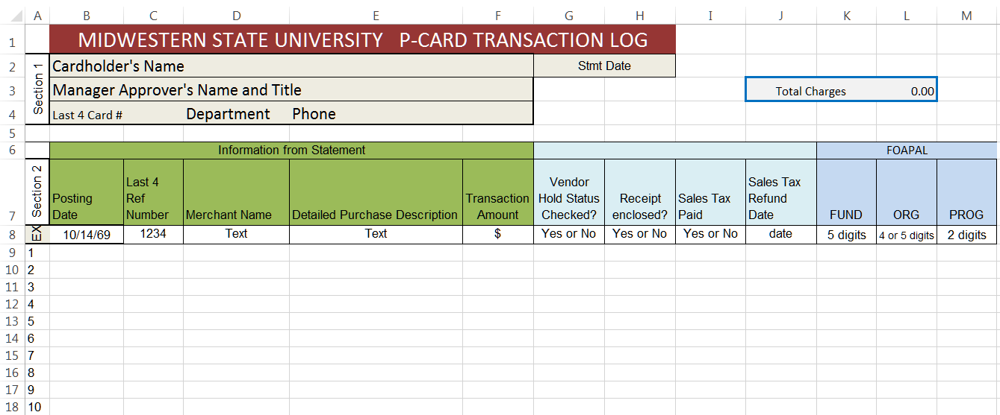 A B C D E F G H I J K L M
1 MIDWESTERN STATE UNIVERSITY P-CARD TRANSACTION LOG
Section 1
2 Cardholder's Name Stmt Date
3 Manager Approver's Name and Title Total Charges 0.00
4 Last 4 Card # Department Phone
5
6 Information from Statement FOAPAL
Section 2
7 Posting Date Last 4 Ref Number Merchant Name Detailed Purchase Description Transaction Amount Vendor Hold Status Checked? Receipt enclosed? Sales Tax Paid Sales Tax Refund Date FUND ORG PROG
8 EX 10/14/69 1234 Text Text $ Yes or No Yes or No Yes or No date 5 digits 4 or 5 digits 2 digits
9 1
10 2
11 3
12 4
13 5
14 6
15 7
16 8
17 9
18 10